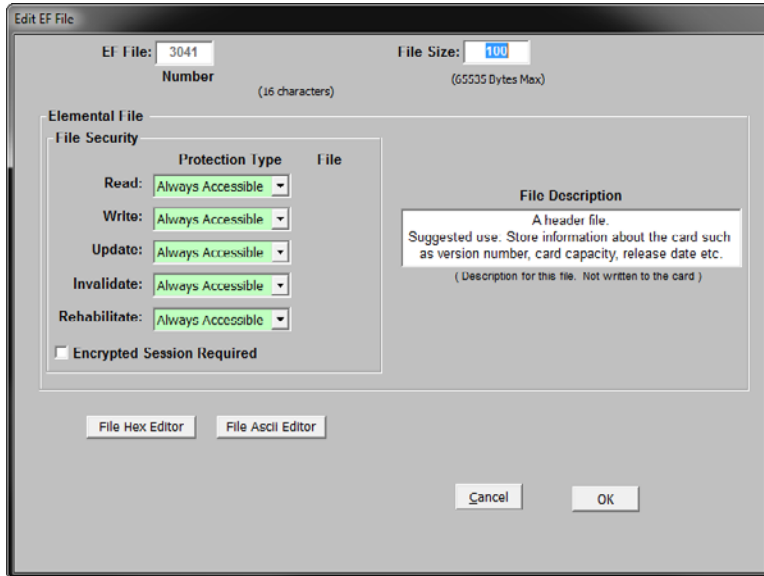 Edit EF File
EF File: 3041 File Size: 100
Number (16 characters) (65535 Bytes Max)
Elemental File
File Security
Protection Type File
Read: Always Accessible
Write: Always Accessible
Update: Always Accessible
Invalidate: Always Accessible
Rehabilitate: Always Accessible
Encrypted Session Required
File Description
A header file.
Suggested use. Store information about the card such
as version number, card capacity, release date etc.
( Description for this file. Not written to the card )
File Hex Editor File Ascii Editor
Cancel OK